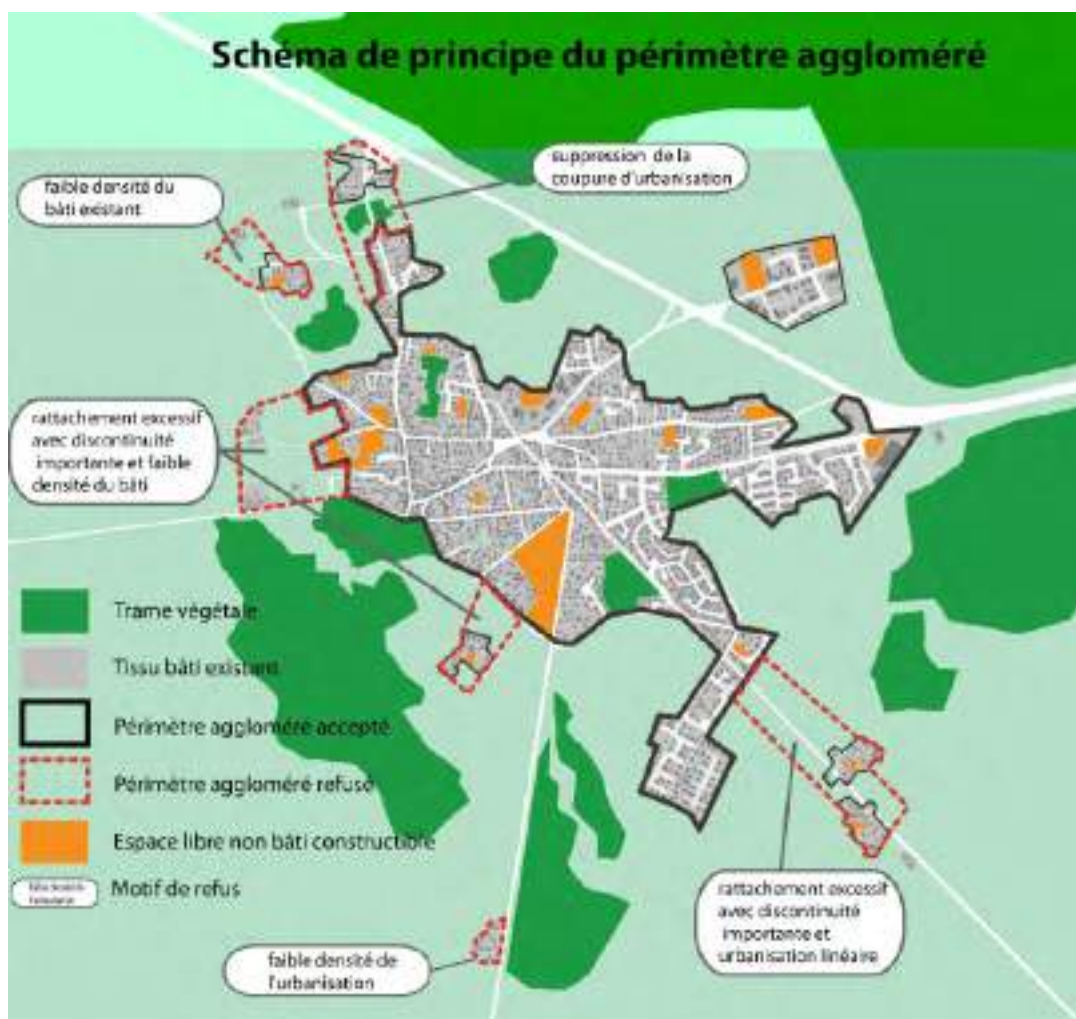 Schéma de principe du périmètre aggloméré
suppression de la
coupure d'urbanisation
faible densité du
bâti existant
rattachement excessif
avec discontinuité
importante et faible
densité du bâti
Trame végétale
Tissu bâti existant
Périmètre aggloméré accepté
Périmètre aggloméré refusé
Espace libre non bâti constructible
Motif de refus
rattachement excessif
avec discontinuité
importante et
urbanisation linéaire
faible densité de
l'urbanisation